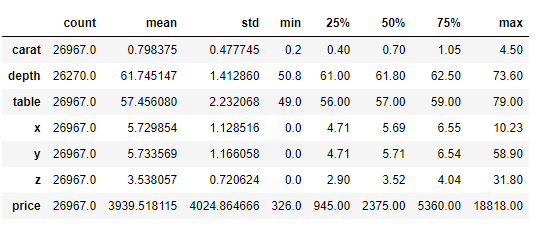 count mean std min 25% 50% 75% max
carat 26967.0 0.798375 0.477745 0.2 0.40 0.70 1.05 4.50
depth 26270.0 61.745147 1.412860 50.8 61.00 61.80 62.50 73.60
table 26967.0 57.456080 2.232068 49.0 56.00 57.00 59.00 79.00
x 26967.0 5.729854 1.128516 0.0 4.71 5.69 6.55 10.23
y 26967.0 5.733569 1.166058 0.0 4.71 5.71 6.54 58.90
z 26967.0 3.538057 0.720624 0.0 2.90 3.52 4.04 31.80
price 26967.0 3939.518115 4024.864666 326.0 945.00 2375.00 5360.00 18818.00